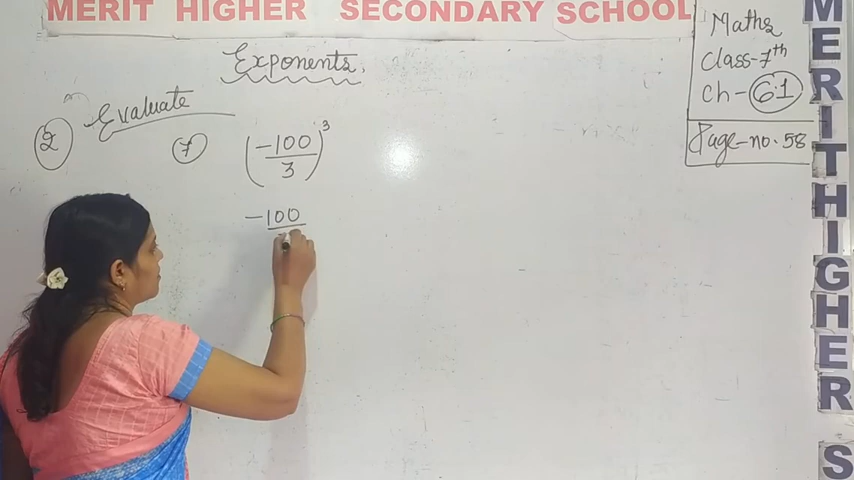 MERIT HIGHER SECONDARY SCHOOL
Exponents.
Maths
Class-7th
Ch-6.1
Page-no.58
2 Evaluate
7 (-100/3)^3
-100
MERIT HIGHER S